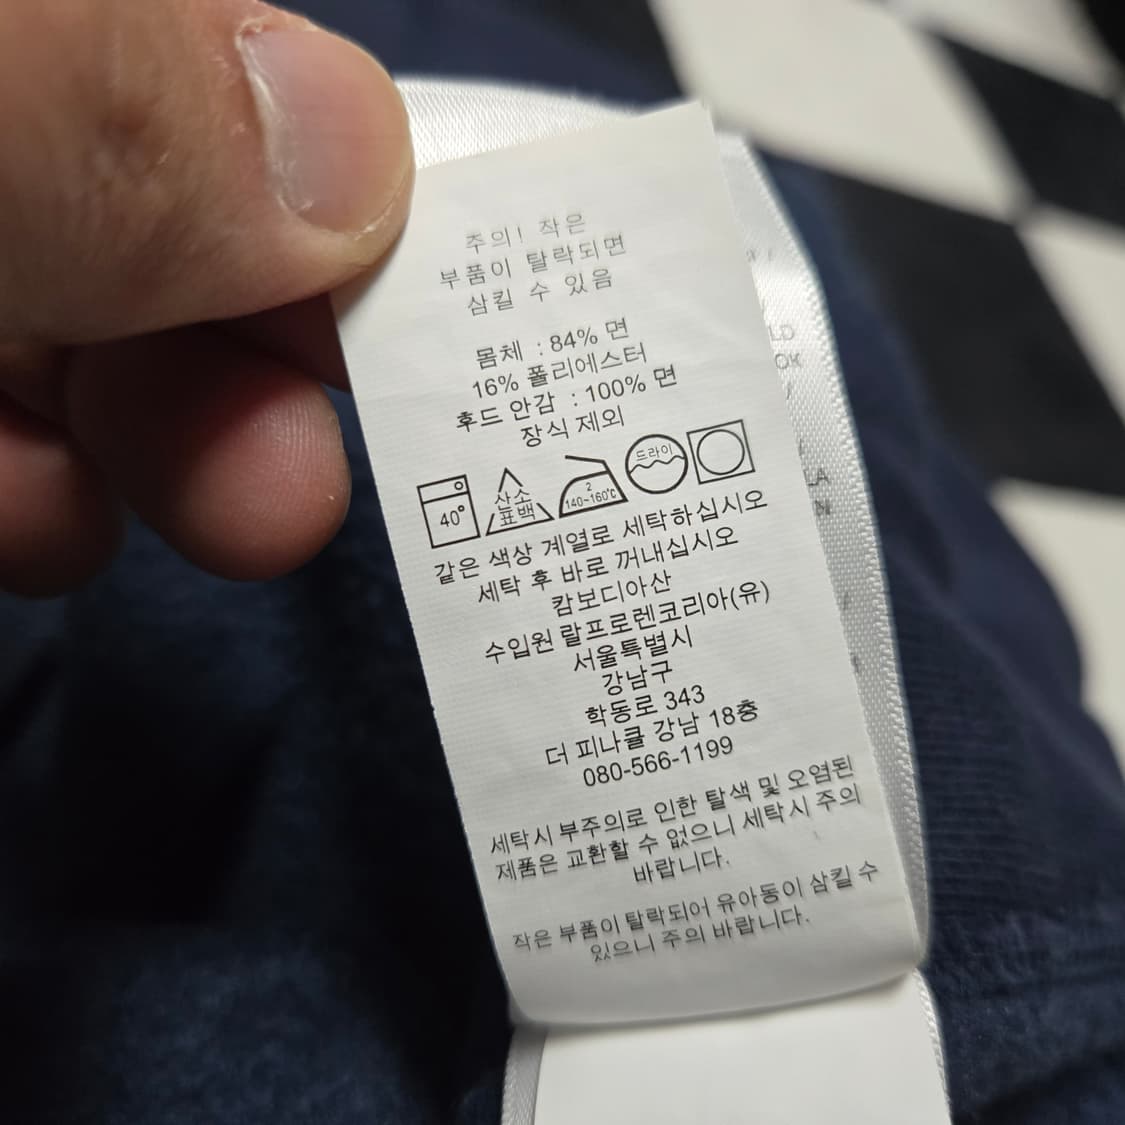 주의! 작은
부품이 탈락되면
삼킬 수 있음
몸체 : 84% 면
16% 폴리에스터
후드 안감 : 100% 면
장식 제외
40°
산소
표백
2
140~160℃
드라이
같은 색상 계열로 세탁하십시오
세탁 후 바로 꺼내십시오
캄보디아산
수입원 랄프로렌코리아(유)
서울특별시
강남구
학동로 343
더 피나클 강남 18층
080-566-1199
세탁시 부주의로 인한 탈색 및 오염된
제품은 교환할 수 없으니 세탁시 주의
바랍니다.
작은 부품이 탈락되어 유아동이 삼킬 수
있으니 주의 바랍니다.